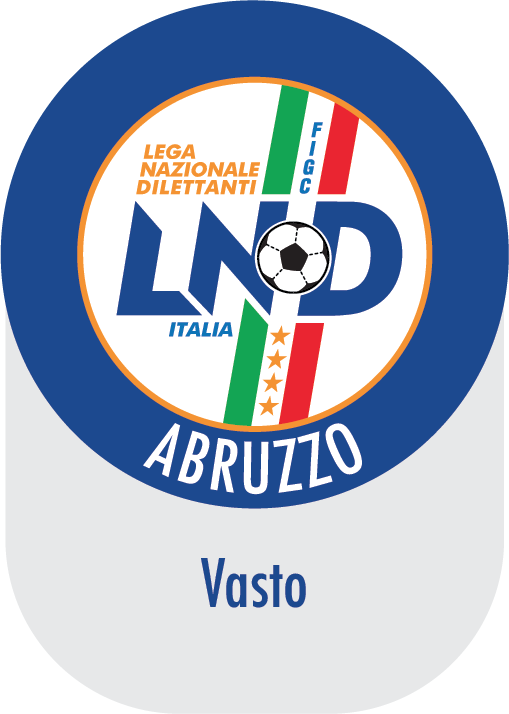 LEGA
NAZIONALE
DILETTANTI
FIGC
LND
ITALIA
ABRUZZO
Vasto